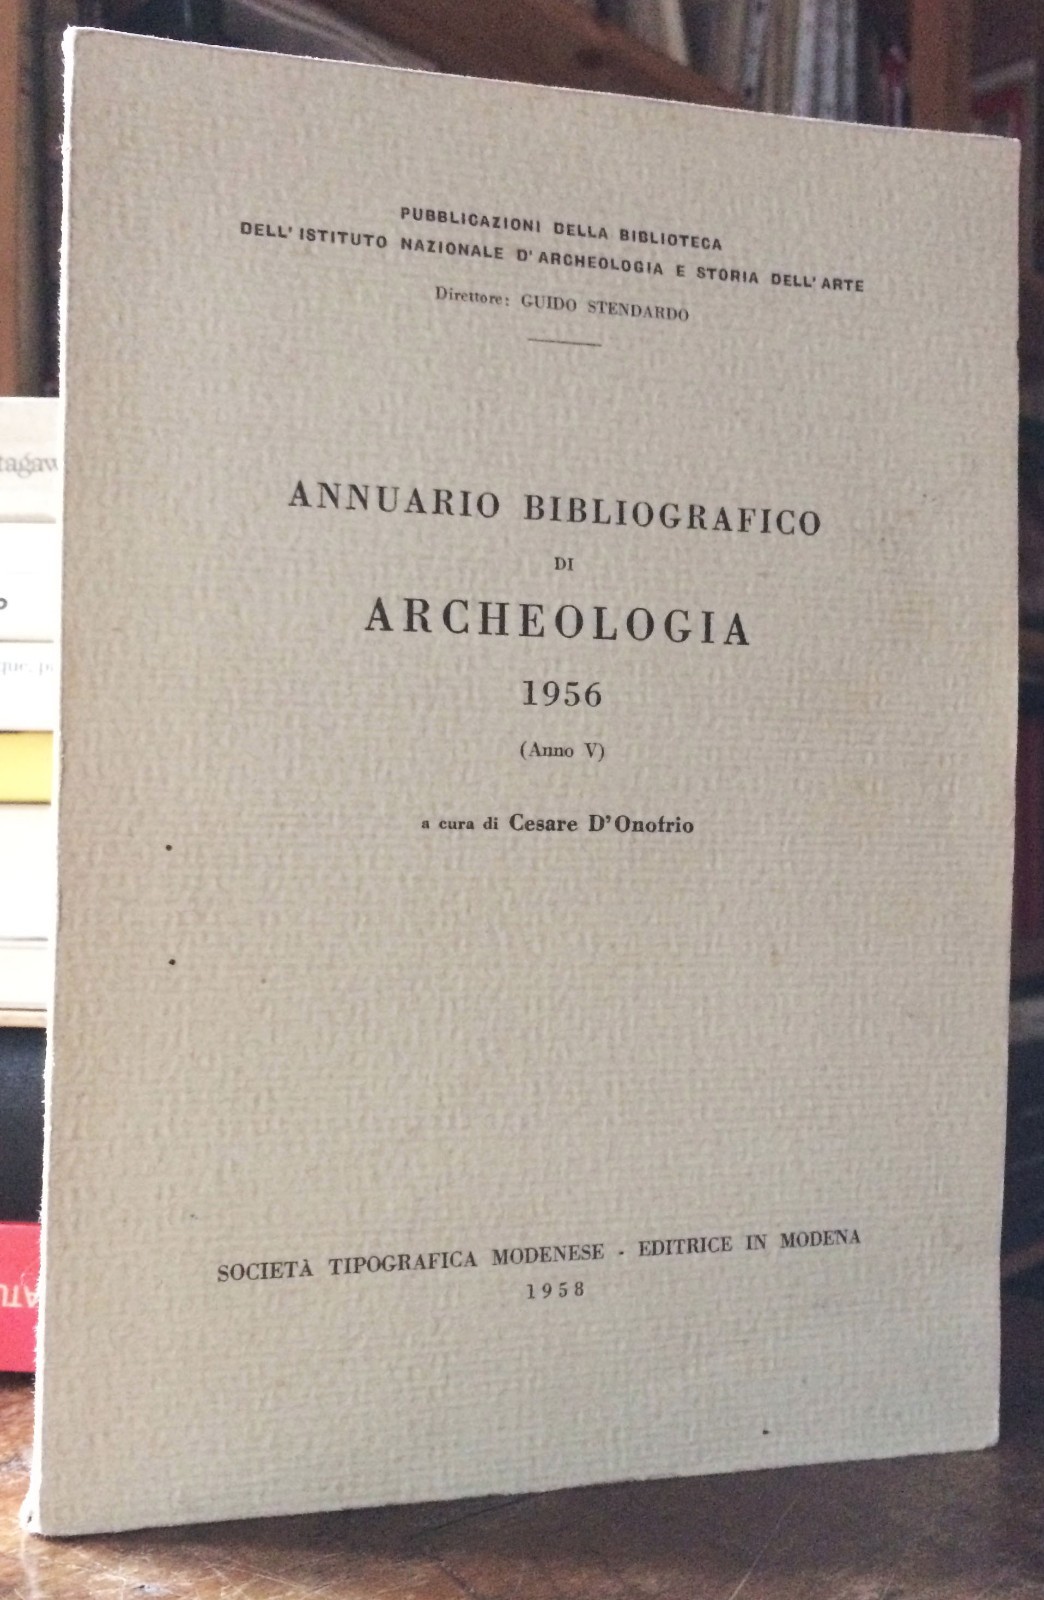 PUBBLICAZIONI DELLA BIBLIOTECA
DELL'ISTITUTO NAZIONALE D'ARCHEOLOGIA E STORIA DELL'ARTE
Direttore: GUIDO STENDARDO
ANNUARIO BIBLIOGRAFICO
DI
ARCHEOLOGIA
1956
(Anno V)
a cura di Cesare D'Onofrio
SOCIETÀ TIPOGRAFICA MODENESE - EDITRICE IN MODENA
1958